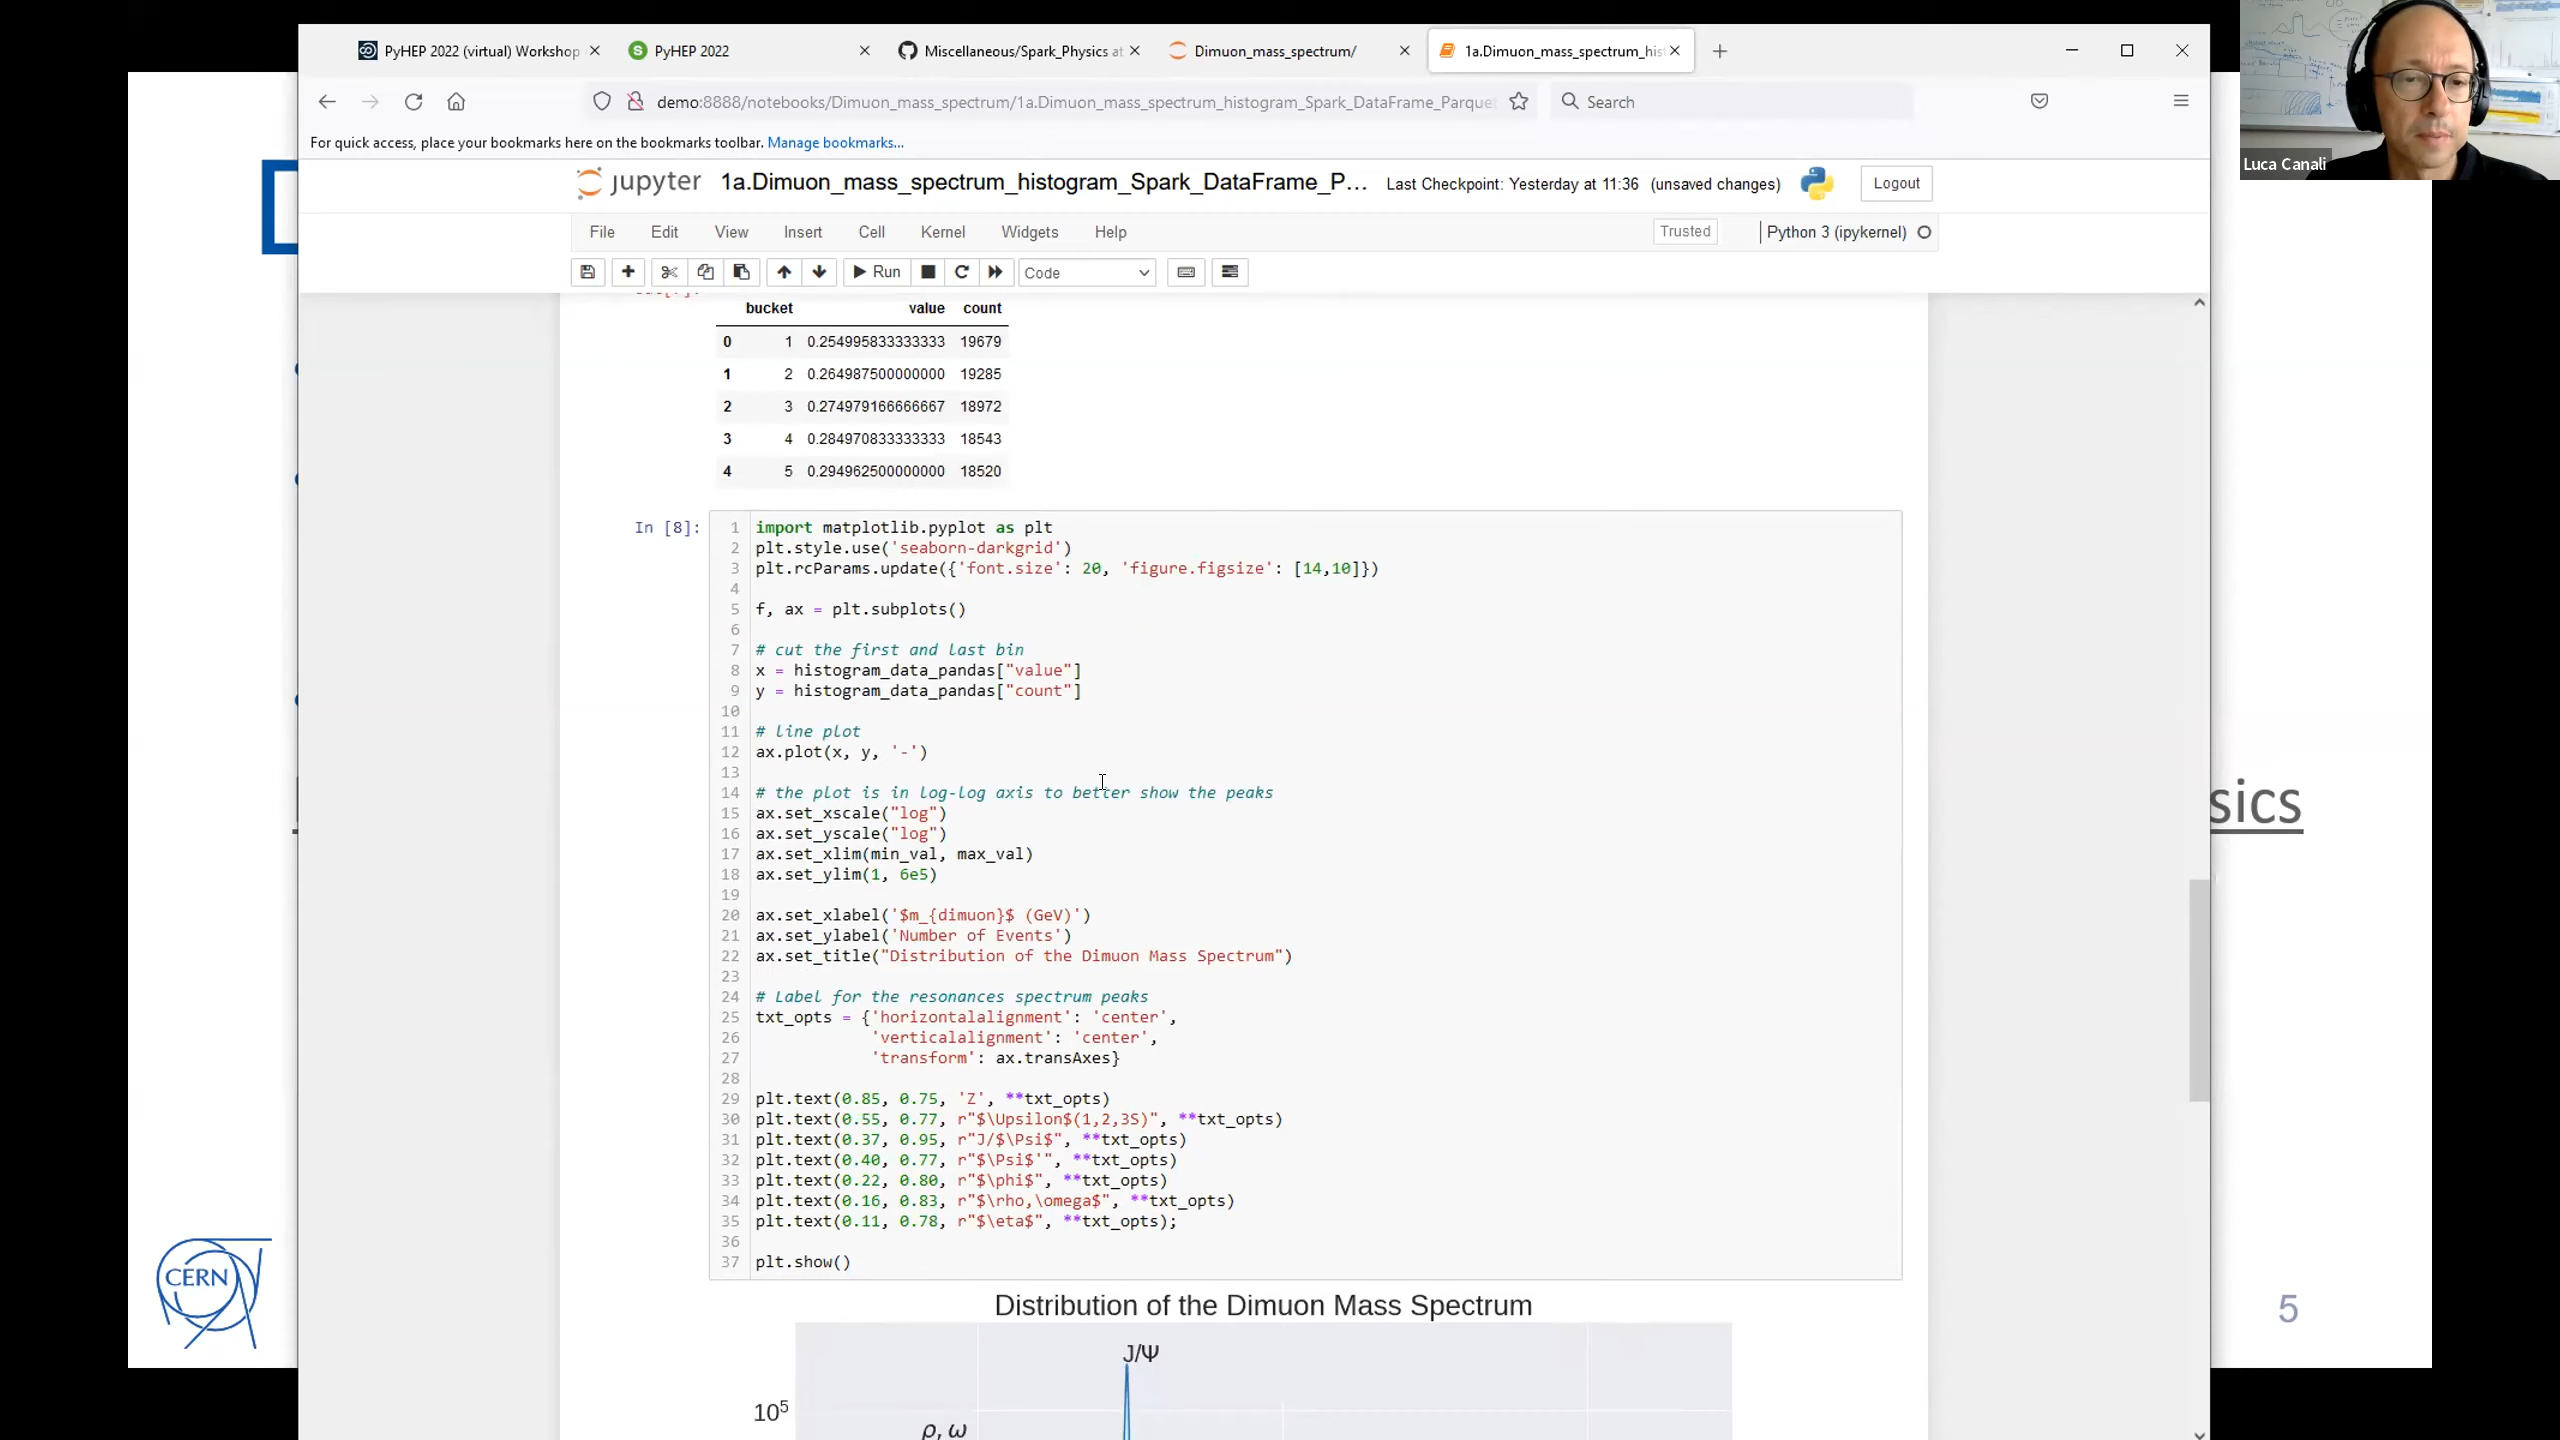 PyHEP 2022 (virtual) Workshop
PyHEP 2022
Miscellaneous/Spark_Physics at
Dimuon_mass_spectrum/
1a.Dimuon_mass_spectrum_his
demo:8888/notebooks/Dimuon_mass_spectrum/1a.Dimuon_mass_spectrum_histogram_Spark_DataFrame_Parquet
Search
Luca Canali
For quick access, place your bookmarks here on the bookmarks toolbar. Manage bookmarks...
jupyter 1a.Dimuon_mass_spectrum_histogram_Spark_DataFrame_P... Last Checkpoint: Yesterday at 11:36 (unsaved changes) Logout
File Edit View Insert Cell Kernel Widgets Help Trusted Python 3 (ipykernel)
Run Code
bucket value count
0 1 0.254995833333333 19679
1 2 0.264987500000000 19285
2 3 0.274979166666667 18972
3 4 0.284970833333333 18543
4 5 0.294962500000000 18520
In [8]:
1 import matplotlib.pyplot as plt
2 plt.style.use('seaborn-darkgrid')
3 plt.rcParams.update({'font.size': 20, 'figure.figsize': [14,10]})
4
5 f, ax = plt.subplots()
6
7 # cut the first and last bin
8 x = histogram_data_pandas["value"]
9 y = histogram_data_pandas["count"]
10
11 # line plot
12 ax.plot(x, y, '-')
13
14 # the plot is in log-log axis to better show the peaks
15 ax.set_xscale("log")
16 ax.set_yscale("log")
17 ax.set_xlim(min_val, max_val)
18 ax.set_ylim(1, 6e5)
19
20 ax.set_xlabel('$m_{dimuon}$ (GeV)')
21 ax.set_ylabel('Number of Events')
22 ax.set_title("Distribution of the Dimuon Mass Spectrum")
23
24 # Label for the resonances spectrum peaks
25 txt_opts = {'horizontalalignment': 'center',
26 'verticalalignment': 'center',
27 'transform': ax.transAxes}
28
29 plt.text(0.85, 0.75, 'Z', **txt_opts)
30 plt.text(0.55, 0.77, r"$\Upsilon$(1,2,3S)", **txt_opts)
31 plt.text(0.37, 0.95, r"J/$\Psi$", **txt_opts)
32 plt.text(0.40, 0.77, r"$\Psi$'", **txt_opts)
33 plt.text(0.22, 0.80, r"$\phi$", **txt_opts)
34 plt.text(0.16, 0.83, r"$\rho,\omega$", **txt_opts)
35 plt.text(0.11, 0.78, r"$\eta$", **txt_opts);
36
37 plt.show()
Distribution of the Dimuon Mass Spectrum
J/Ψ
10⁵
ρ, ω
sics
CERN
5